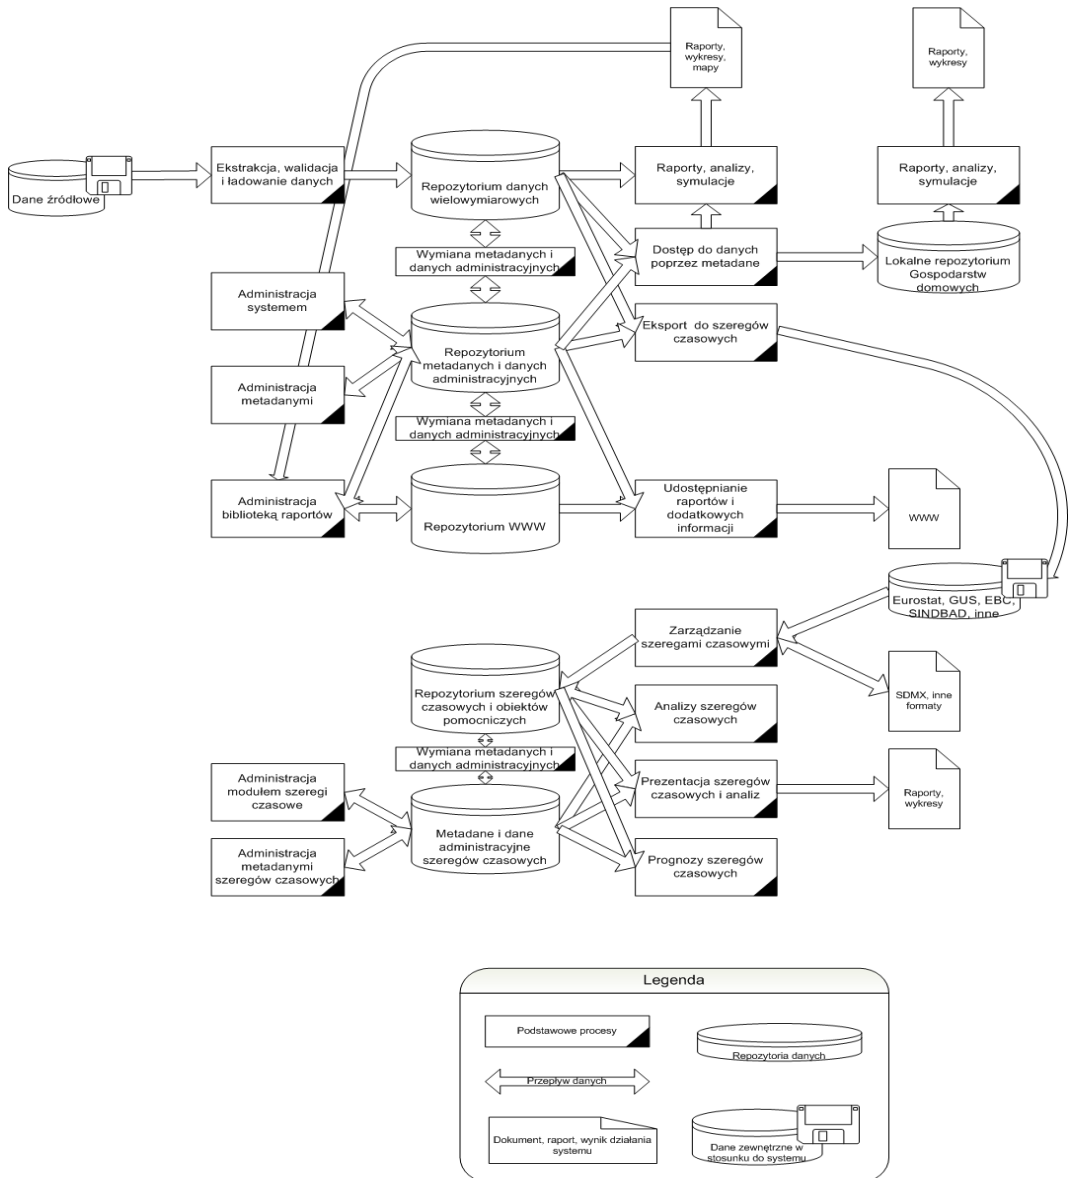 Raporty,
wykresy,
mapy
Raporty,
wykresy
Dane źródłowe
Ekstrakcja, walidacja
i ładowanie danych
Repozytorium danych
wielowymiarowych
Raporty, analizy,
symulacje
Raporty, analizy,
symulacje
Wymiana metadanych i
danych administracyjnych
Dostęp do danych
poprzez metadane
Lokalne repozytorium
Gospodarstw
domowych
Administracja
systemem
Repozytorium
metadanych i danych
administracyjnych
Eksport do szeregów
czasowych
Administracja
metadanymi
Wymiana metadanych i
danych administracyjnych
Administracja
biblioteką raportów
Repozytorium WWW
Udostępnianie
raportów i
dodatkowych
informacji
WWW
Eurostat, GUS, EBC,
SINDBAD, inne
Zarządzanie
szeregami czasowymi
SDMX, inne
formaty
Repozytorium szeregów
czasowych i obiektów
pomocniczych
Analizy szeregów
czasowych
Wymiana metadanych i
danych administracyjnych
Administracja
modułem szeregi
czasowe
Prezentacja szeregów
czasowych i analiz
Raporty,
wykresy
Metadane i dane
administracyjne
szeregów czasowych
Administracja
metadanymi
szeregów czasowych
Prognozy szeregów
czasowych
Legenda
Podstawowe procesy
Repozytoria danych
Przepływ danych
Dokument, raport, wynik działania
systemu
Dane zewnętrzne w
stosunku do systemu